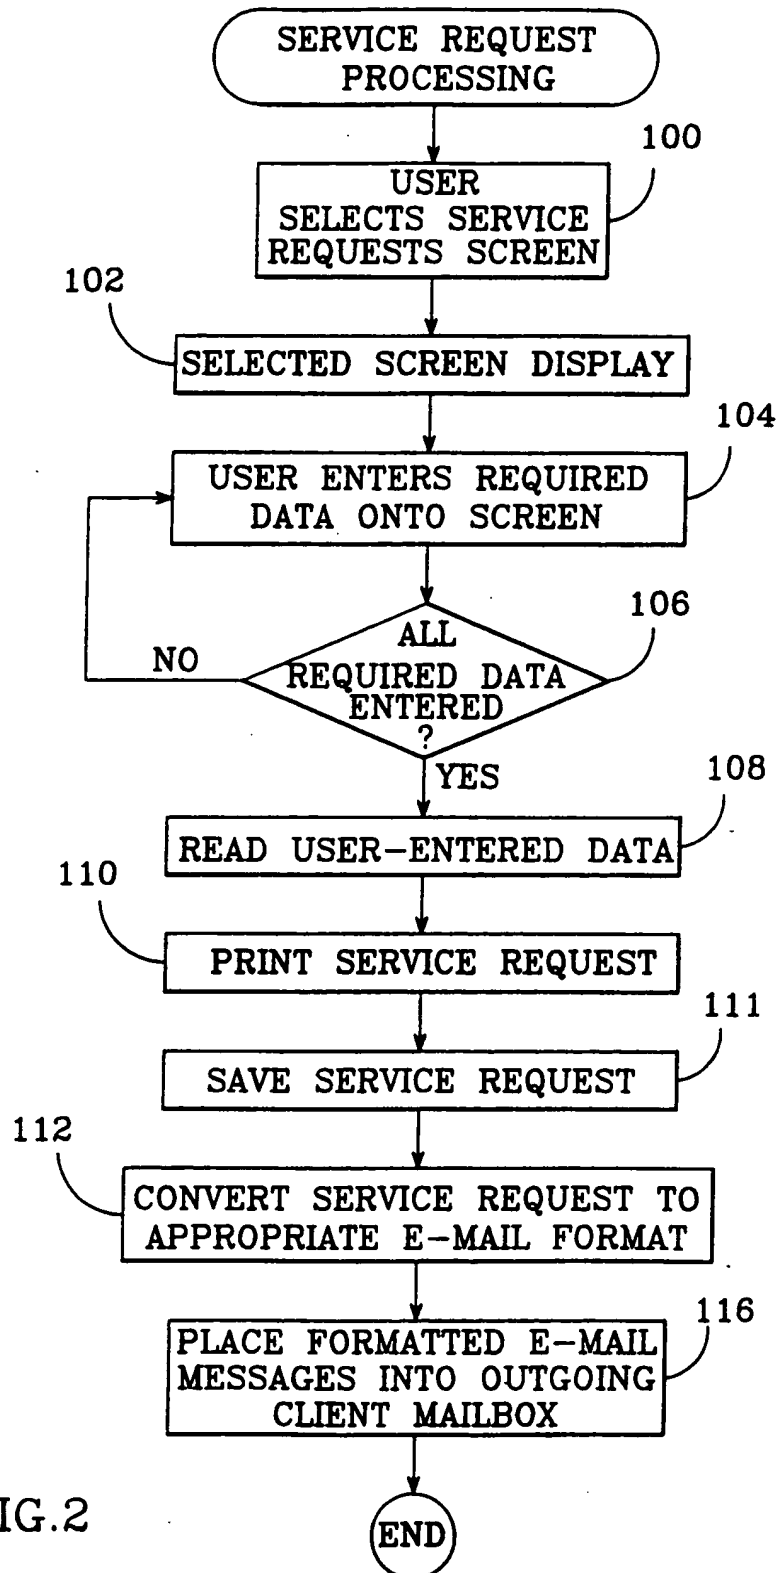 SERVICE REQUEST
PROCESSING
100
USER
SELECTS SERVICE
REQUESTS SCREEN
102
SELECTED SCREEN DISPLAY
104
USER ENTERS REQUIRED
DATA ONTO SCREEN
106
ALL
REQUIRED DATA
ENTERED
?
NO
YES
108
READ USER-ENTERED DATA
110
PRINT SERVICE REQUEST
111
SAVE SERVICE REQUEST
112
CONVERT SERVICE REQUEST TO
APPROPRIATE E-MAIL FORMAT
116
PLACE FORMATTED E-MAIL
MESSAGES INTO OUTGOING
CLIENT MAILBOX
END
IG.2